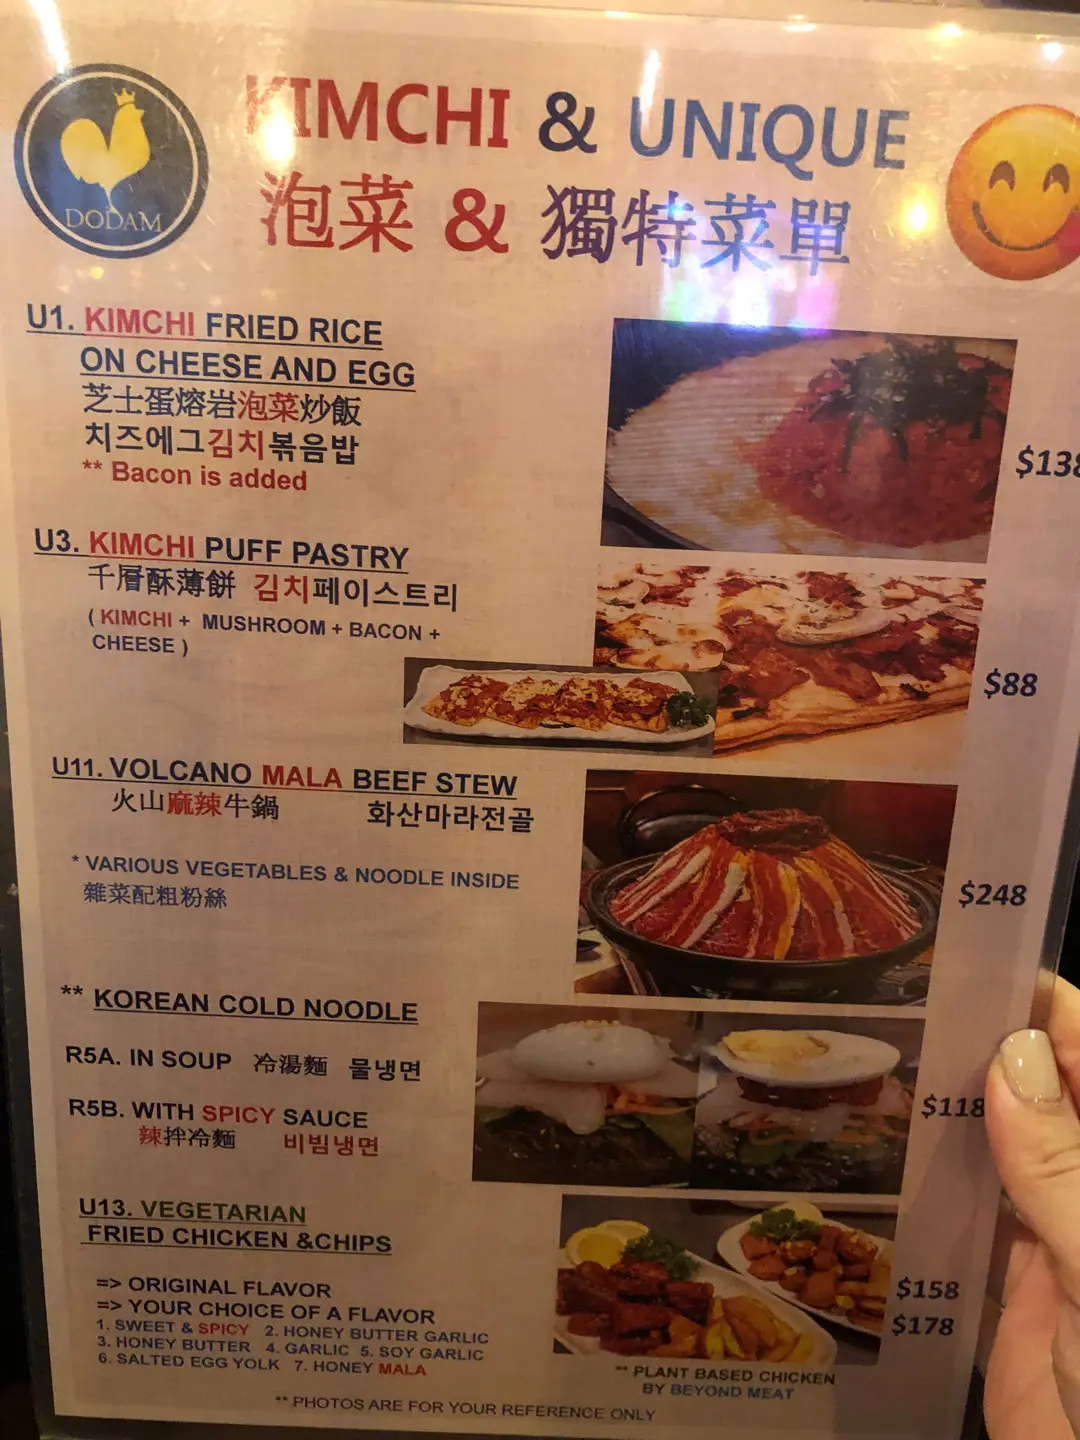 DODAM
KIMCHI & UNIQUE
泡菜 & 獨特菜單
U1. KIMCHI FRIED RICE
ON CHEESE AND EGG
芝士蛋熔岩泡菜炒飯
치즈에그김치볶음밥
** Bacon is added
$138
U3. KIMCHI PUFF PASTRY
千層酥薄餅 김치페이스트리
( KIMCHI + MUSHROOM + BACON +
CHEESE )
$88
U11. VOLCANO MALA BEEF STEW
火山麻辣牛鍋 화산마라전골
* VARIOUS VEGETABLES & NOODLE INSIDE
雜菜配粗粉絲
$248
** KOREAN COLD NOODLE
R5A. IN SOUP 冷湯麵 물냉면
R5B. WITH SPICY SAUCE
辣拌冷麵 비빔냉면
$118
U13. VEGETARIAN
FRIED CHICKEN &CHIPS
=> ORIGINAL FLAVOR
=> YOUR CHOICE OF A FLAVOR
1. SWEET & SPICY 2. HONEY BUTTER GARLIC
3. HONEY BUTTER 4. GARLIC 5. SOY GARLIC
6. SALTED EGG YOLK 7. HONEY MALA
$158
$178
** PLANT BASED CHICKEN
BY BEYOND MEAT
** PHOTOS ARE FOR YOUR REFERENCE ONLY